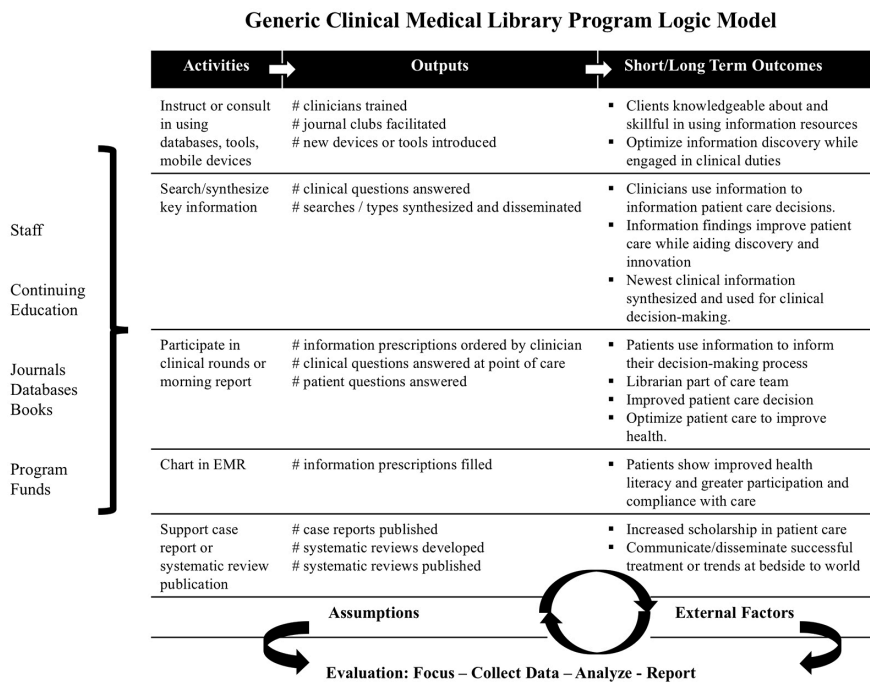 Generic Clinical Medical Library Program Logic Model
Activities
Outputs
Short/Long Term Outcomes
Staff
Continuing
Education
Journals
Databases
Books
Program
Funds
Instruct or consult
in using
databases, tools,
mobile devices
# clinicians trained
# journal clubs facilitated
# new devices or tools introduced
▪ Clients knowledgeable about and
skillful in using information resources
▪ Optimize information discovery while
engaged in clinical duties
Search/synthesize
key information
# clinical questions answered
# searches / types synthesized and disseminated
▪ Clinicians use information to
information patient care decisions.
▪ Information findings improve patient
care while aiding discovery and
innovation
▪ Newest clinical information
synthesized and used for clinical
decision-making.
Participate in
clinical rounds or
morning report
# information prescriptions ordered by clinician
# clinical questions answered at point of care
# patient questions answered
▪ Patients use information to inform
their decision-making process
▪ Librarian part of care team
▪ Improved patient care decision
▪ Optimize patient care to improve
health.
Chart in EMR
# information prescriptions filled
▪ Patients show improved health
literacy and greater participation and
compliance with care
Support case
report or
systematic review
publication
# case reports published
# systematic reviews developed
# systematic reviews published
▪ Increased scholarship in patient care
▪ Communicate/disseminate successful
treatment or trends at bedside to world
Assumptions
External Factors
Evaluation: Focus – Collect Data – Analyze - Report